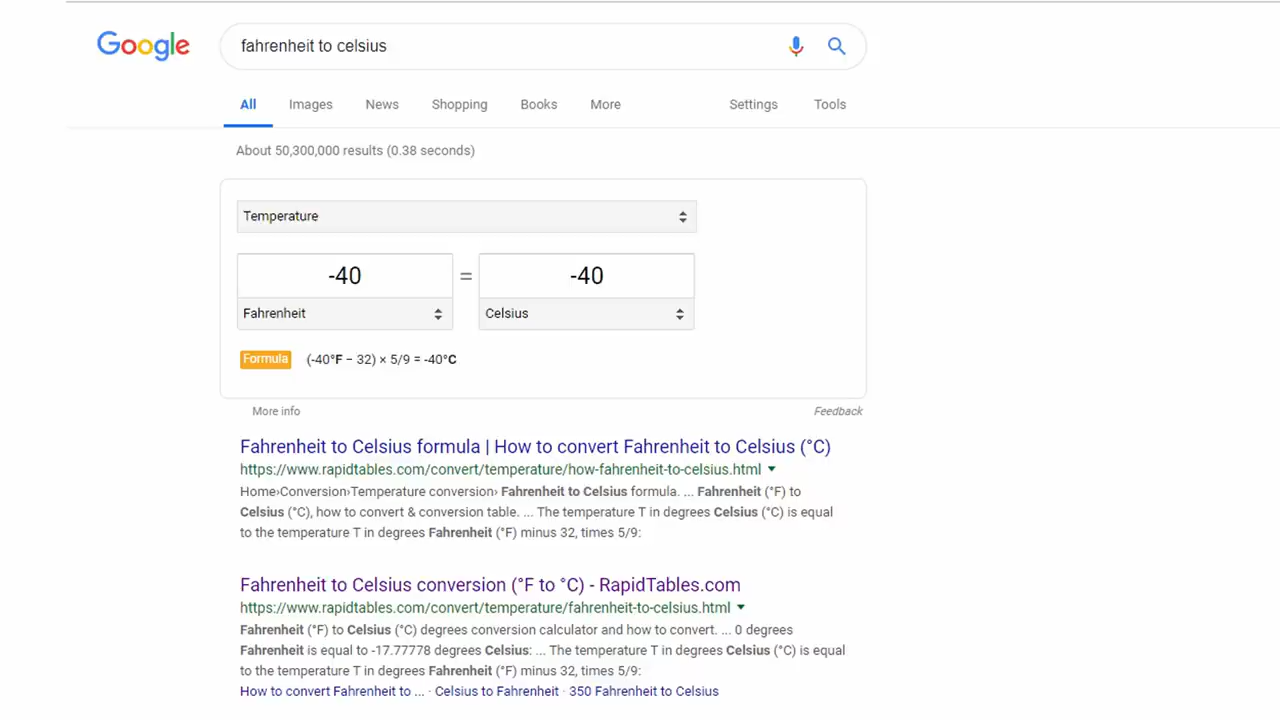 Google
fahrenheit to celsius
All Images News Shopping Books More Settings Tools
About 50,300,000 results (0.38 seconds)
Temperature
-40 = -40
Fahrenheit Celsius
Formula (-40°F − 32) × 5/9 = -40°C
More info Feedback
Fahrenheit to Celsius formula | How to convert Fahrenheit to Celsius (°C)
https://www.rapidtables.com/convert/temperature/how-fahrenheit-to-celsius.html
Home›Conversion›Temperature conversion› Fahrenheit to Celsius formula. ... Fahrenheit (°F) to
Celsius (°C), how to convert & conversion table. ... The temperature T in degrees Celsius (°C) is equal
to the temperature T in degrees Fahrenheit (°F) minus 32, times 5/9:
Fahrenheit to Celsius conversion (°F to °C) - RapidTables.com
https://www.rapidtables.com/convert/temperature/fahrenheit-to-celsius.html
Fahrenheit (°F) to Celsius (°C) degrees conversion calculator and how to convert. ... 0 degrees
Fahrenheit is equal to -17.77778 degrees Celsius: ... The temperature T in degrees Celsius (°C) is equal
to the temperature T in degrees Fahrenheit (°F) minus 32, times 5/9:
How to convert Fahrenheit to ... · Celsius to Fahrenheit · 350 Fahrenheit to Celsius